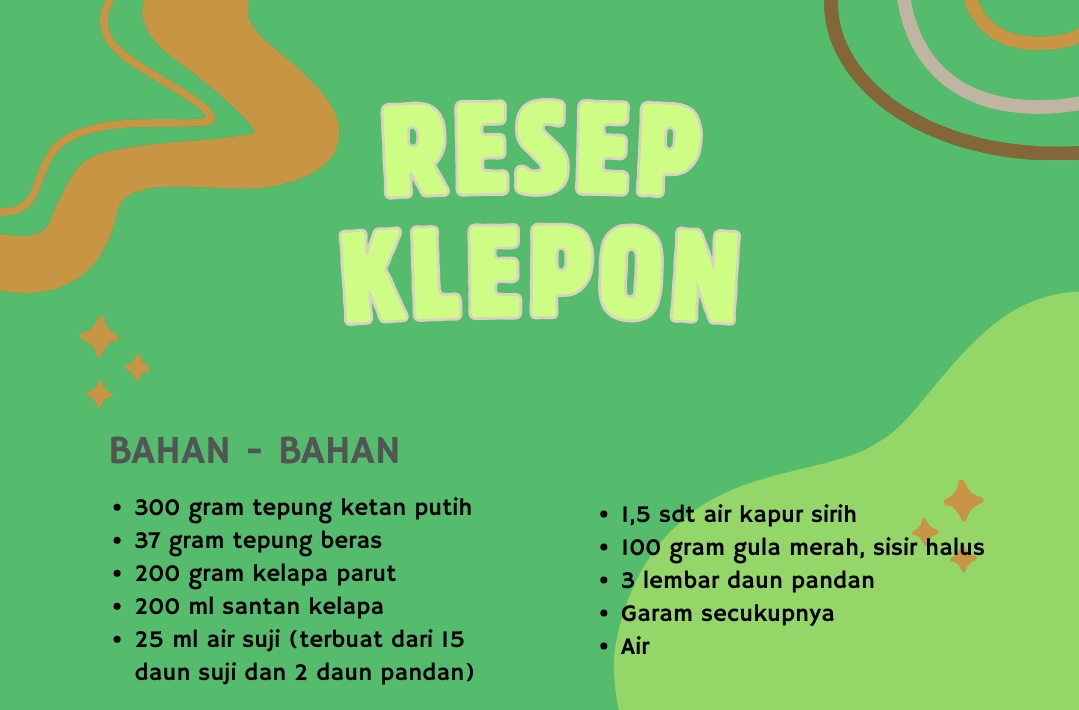 RESEP
KLEPON
BAHAN - BAHAN
• 300 gram tepung ketan putih
• 37 gram tepung beras
• 200 gram kelapa parut
• 200 ml santan kelapa
• 25 ml air suji (terbuat dari 15
daun suji dan 2 daun pandan)
• 1,5 sdt air kapur sirih
• 100 gram gula merah, sisir halus
• 3 lembar daun pandan
• Garam secukupnya
• Air